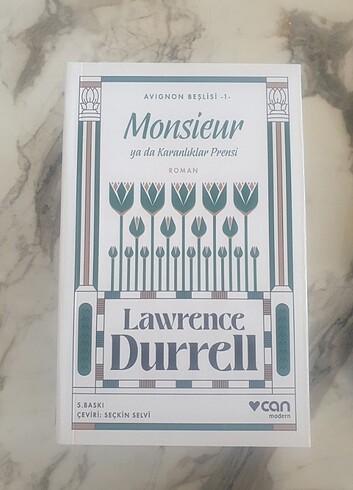 AVIGNON BEŞLİSİ -1-
Monsieur
ya da Karanlıklar Prensi
ROMAN
Lawrence
Durrell
5.BASKI
ÇEVİRİ: SEÇKİN SELVİ
can
modern